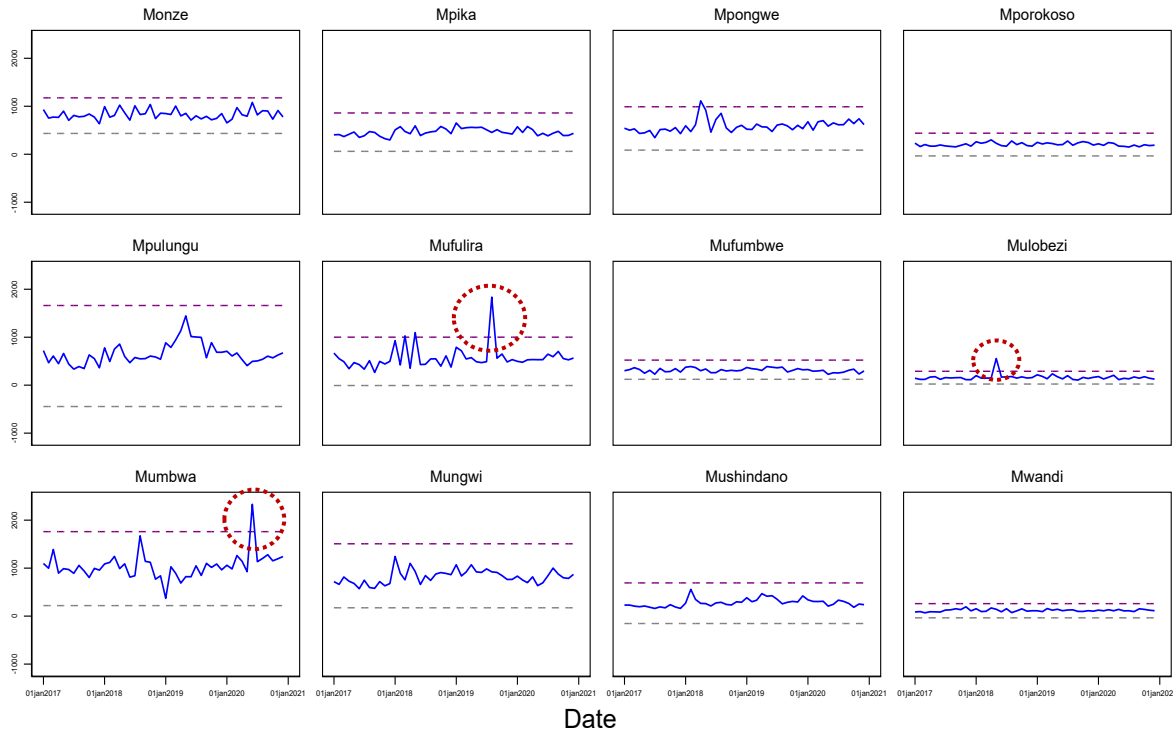 Monze Mpika Mpongwe Mporokoso
2000
1000
0
-1000
Mpulungu Mufulira Mufumbwe Mulobezi
2000
1000
0
-1000
Mumbwa Mungwi Mushindano Mwandi
2000
1000
0
-1000
01jan2017 01jan2018 01jan2019 01jan2020 01jan2021 01jan2017 01jan2018 01jan2019 01jan2020 01jan2021 01jan2017 01jan2018 01jan2019 01jan2020 01jan2021 01jan2017 01jan2018 01jan2019 01jan2020 01jan202
Date